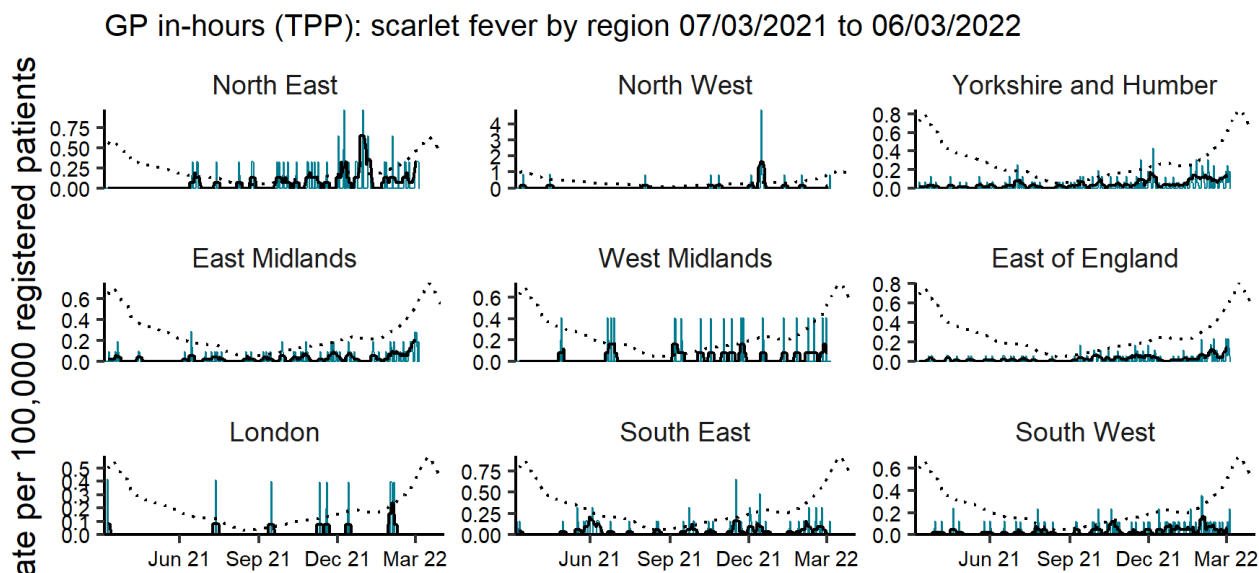 GP in-hours (TPP): scarlet fever by region 07/03/2021 to 06/03/2022
ate per 100,000 registered patients
North East
0.75
0.50
0.25
0.00
North West
4
3
2
1
0
Yorkshire and Humber
0.8
0.6
0.4
0.2
0.0
East Midlands
0.6
0.4
0.2
0.0
West Midlands
0.6
0.4
0.2
0.0
East of England
0.8
0.6
0.4
0.2
0.0
London
0.5
0.4
0.3
0.2
0.1
0.0
South East
0.75
0.50
0.25
0.00
South West
0.6
0.4
0.2
0.0
Jun 21 Sep 21 Dec 21 Mar 22
Jun 21 Sep 21 Dec 21 Mar 22
Jun 21 Sep 21 Dec 21 Mar 22